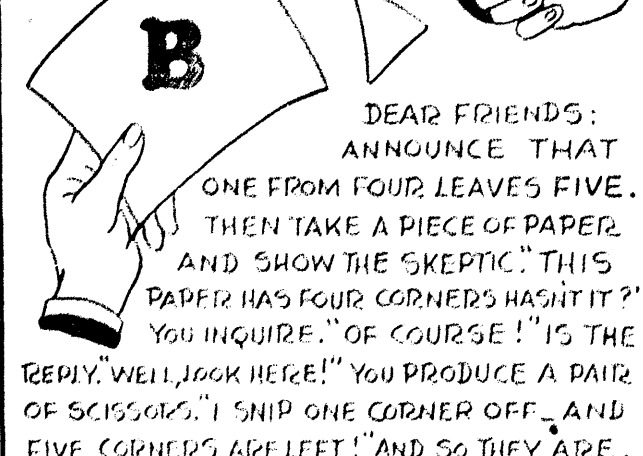 B
DEAR FRIENDS:
ANNOUNCE THAT
ONE FROM FOUR LEAVES FIVE.
THEN TAKE A PIECE OF PAPER
AND SHOW THE SKEPTIC." THIS
PAPER HAS FOUR CORNERS HASN'T IT?"
YOU INQUIRE. "OF COURSE!" IS THE
REPLY. "WELL, LOOK HERE!" YOU PRODUCE A PAIR
OF SCISSORS. "I SNIP ONE CORNER OFF - AND
FIVE CORNERS ARE LEFT!" AND SO THEY ARE.